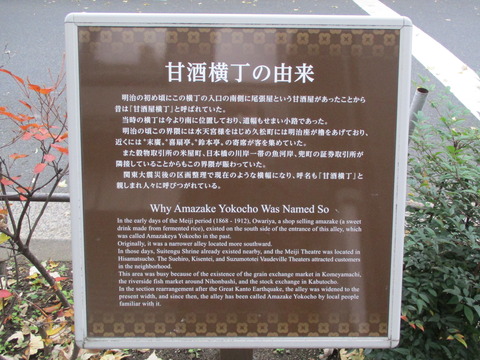 甘酒横丁の由来
明治の初め頃にこの横丁の入口の南側に尾張屋という甘酒屋があったことから
昔は「甘酒屋横丁」と呼ばれていた。
当時の横丁は今より南に位置しており、道幅もせまい小路であった。
明治の頃この界隈には水天宮様をはじめ久松町には明治座が櫓をあげており、
近くには"末廣。"喜扇亭。"鈴本亭。の寄席が客を集めていた。
また穀物取引所の米屋町、日本橋の川岸一帯の魚河岸、兜町の証券取引所が
隣接していることからもこの界隈が賑わっていた。
関東大震災後の区画整理で現在のような横幅になり、呼名も「甘酒横丁」と
親しまれ人々に呼びつがれている。
Why Amazake Yokocho Was Named So
In the early days of the Meiji period (1868 - 1912), Owariya, a shop selling amazake (a sweet
drink made from fermented rice), existed on the south side of the entrance of this alley, which
was called Amazakeya Yokocho in the past.
Originally, it was a narrower alley located more southward.
In those days, Suitengu Shrine already existed nearby, and the Meiji Theatre was located in
Hisamatsucho. The Suehiro, Kisentei, and Suzumototei Vaudeville Theaters attracted customers
in the neighborhood.
This area was busy because of the existence of the grain exchange market in Komeyamachi,
the riverside fish market around Nihonbashi, and the stock exchange in Kabutocho.
In the section rearrangement after the Great Kanto Earthquake, the alley was widened to the
present width, and since then, the alley has been called Amazake Yokocho by local people
familiar with it.